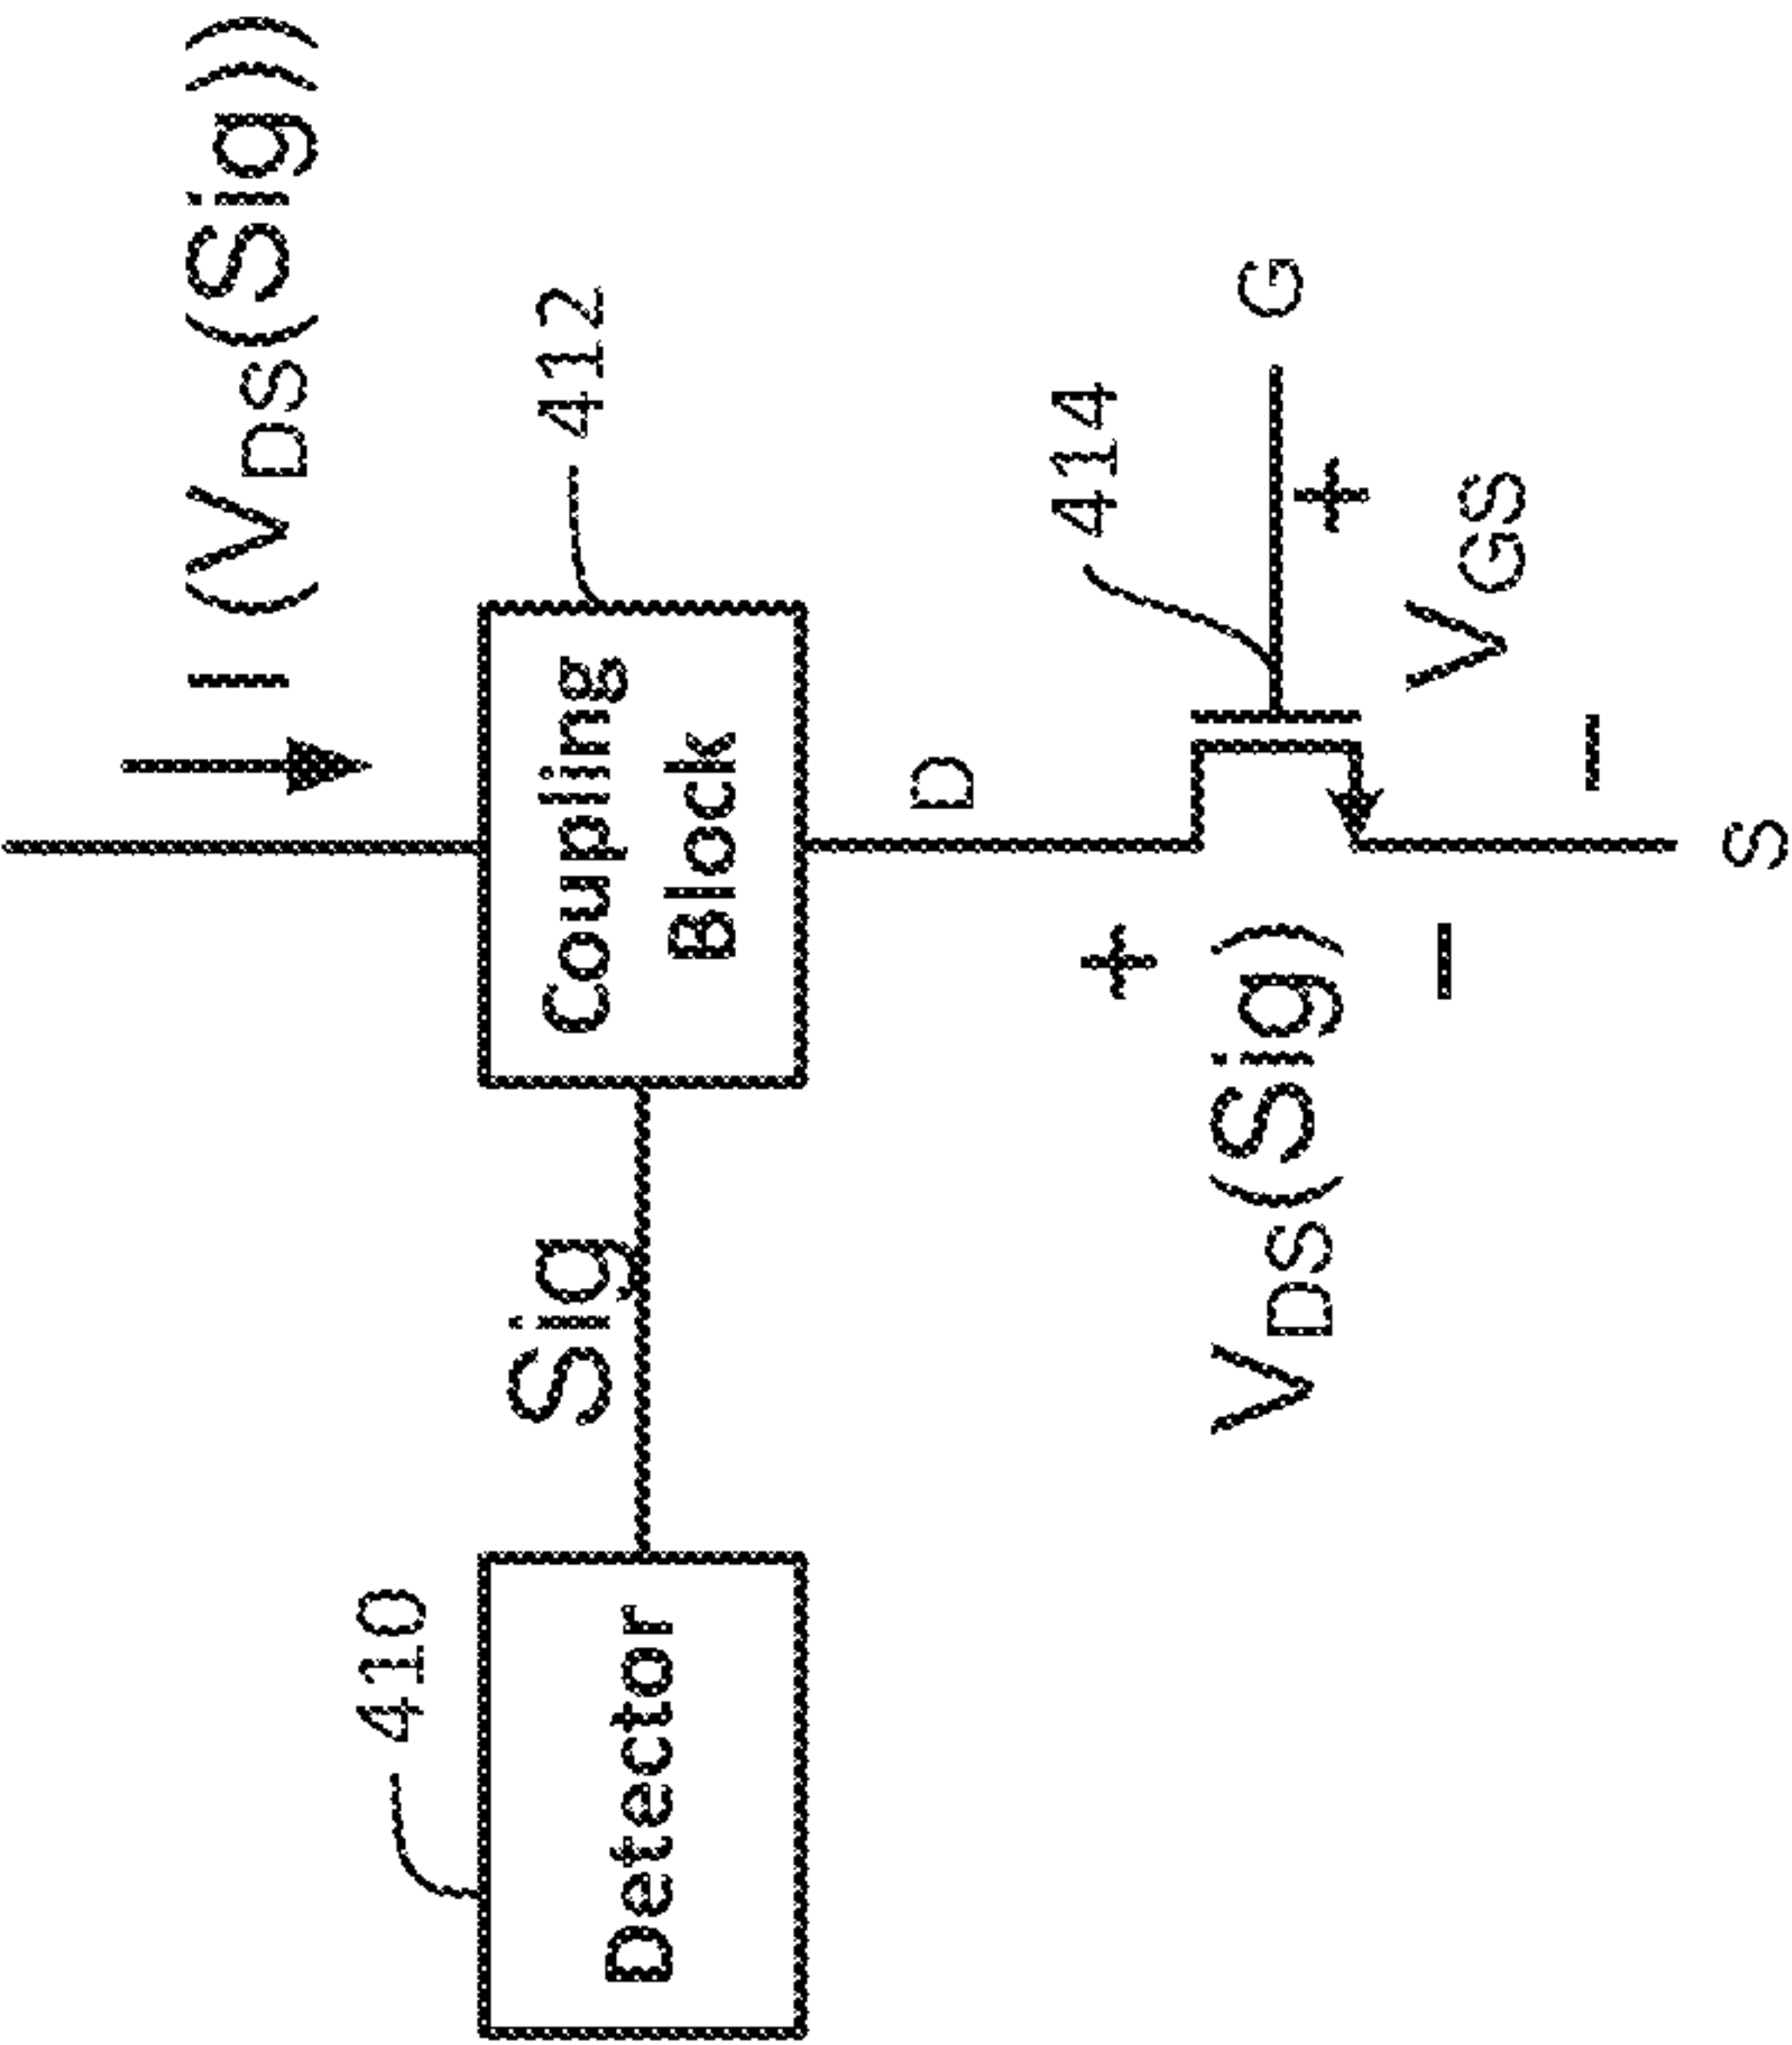 410
Detector
Sig
Coupling
Block
412
I (VDS(Sig))
D
414
G
+
VDS(Sig)
−
+
VGS
−
S